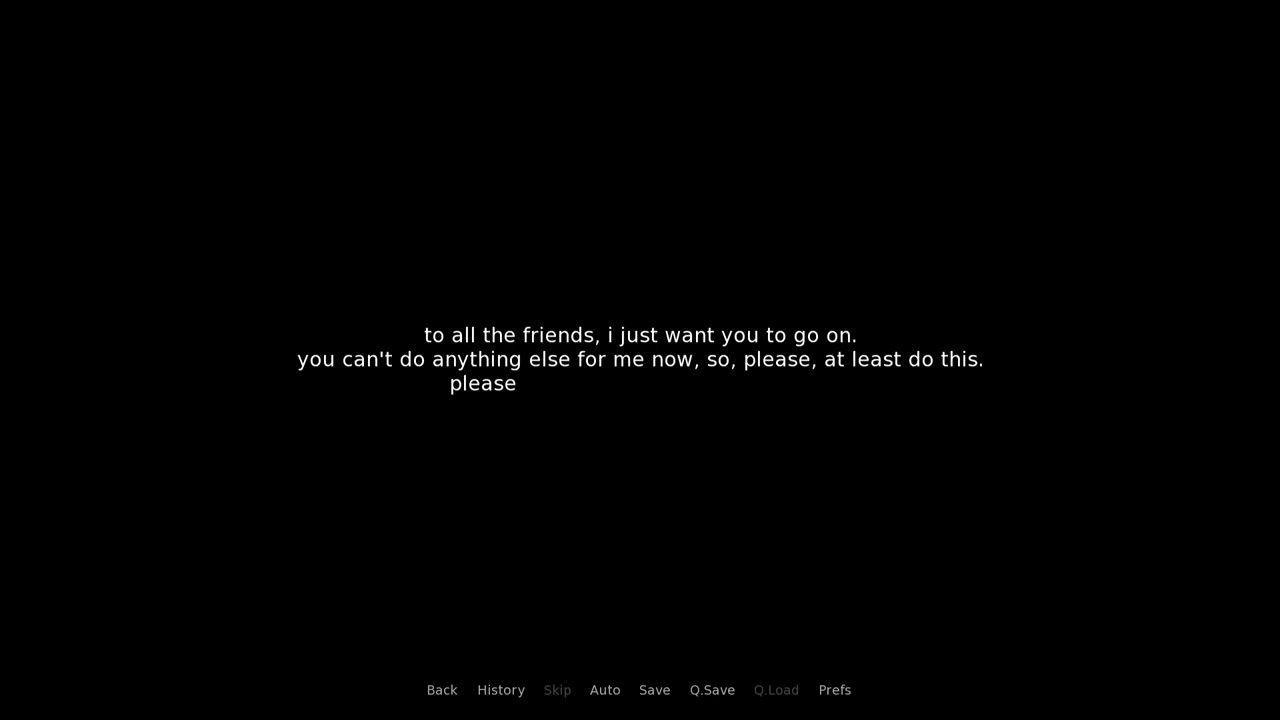 to all the friends, i just want you to go on.
you can't do anything else for me now, so, please, at least do this.
please
Back History Skip Auto Save Q.Save Q.Load Prefs